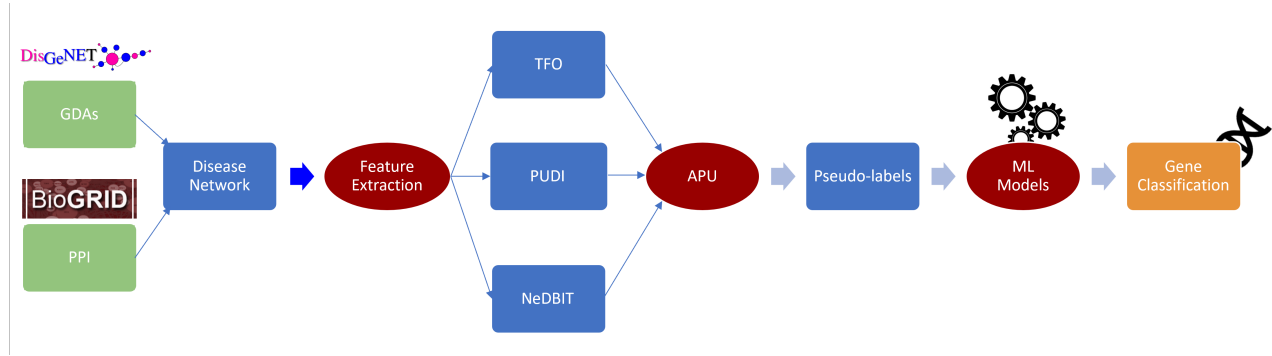 DisGeNET
GDAs
BioGRID
PPI
Disease
Network
Feature
Extraction
TFO
PUDI
NeDBIT
APU
Pseudo-labels
ML
Models
Gene
Classification